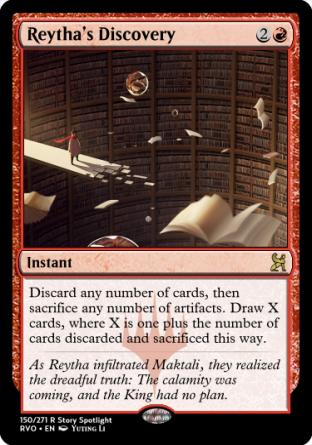 Reytha's Discovery 2
Instant
Discard any number of cards, then
sacrifice any number of artifacts. Draw X
cards, where X is one plus the number of
cards discarded and sacrificed this way.
As Reytha infiltrated Maktali, they realized
the dreadful truth: The calamity was
coming, and the King had no plan.
150/271 R Story Spotlight
RVO • EN Yuting Li